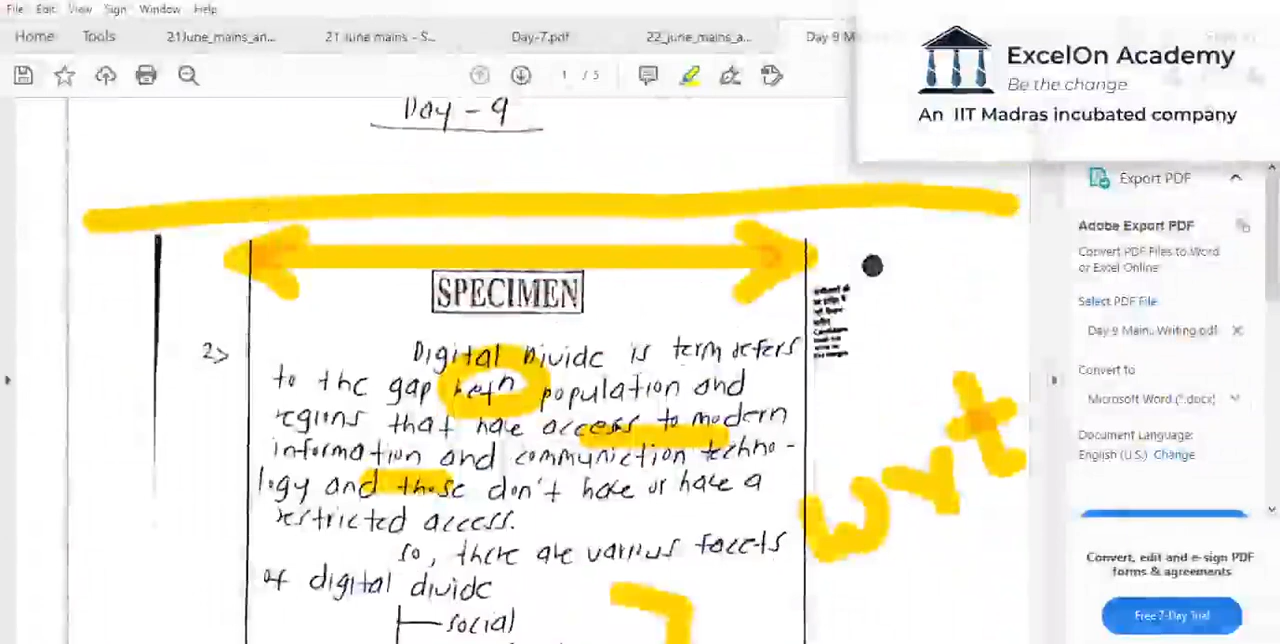 File Edit View Sign Window Help
Home Tools 21June_mains_an... 21 June mains - S... Day-7.pdf 22_june_mains_a... Day 9 M
ExcelOn Academy
Be the change
An IIT Madras incubated company
1 / 5
Day - 9
Export PDF
Adobe Export PDF
Convert PDF Files to Word
or Excel Online
Select PDF File
Day 9 Main.. Writing.pdf
Convert to
Microsoft Word (*.docx)
Document Language:
English (U.S.) Change
Convert, edit and e-sign PDF
forms & agreements
Free 7-Day Trial
SPECIMEN
2>
Digital Divide is term refers
to the gap betn population and
regions that have access to modern
information and communiction techno-
logy and those don't have or have a
restricted access.
so, there are various facets
of digital divide
social